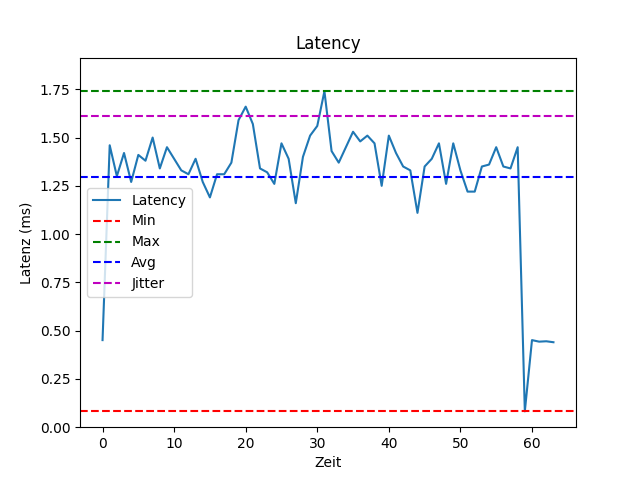 Latency
1.75
1.50
1.25
1.00
0.75
0.50
0.25
0.00
Latenz (ms)
Latency
Min
Max
Avg
Jitter
0 10 20 30 40 50 60
Zeit